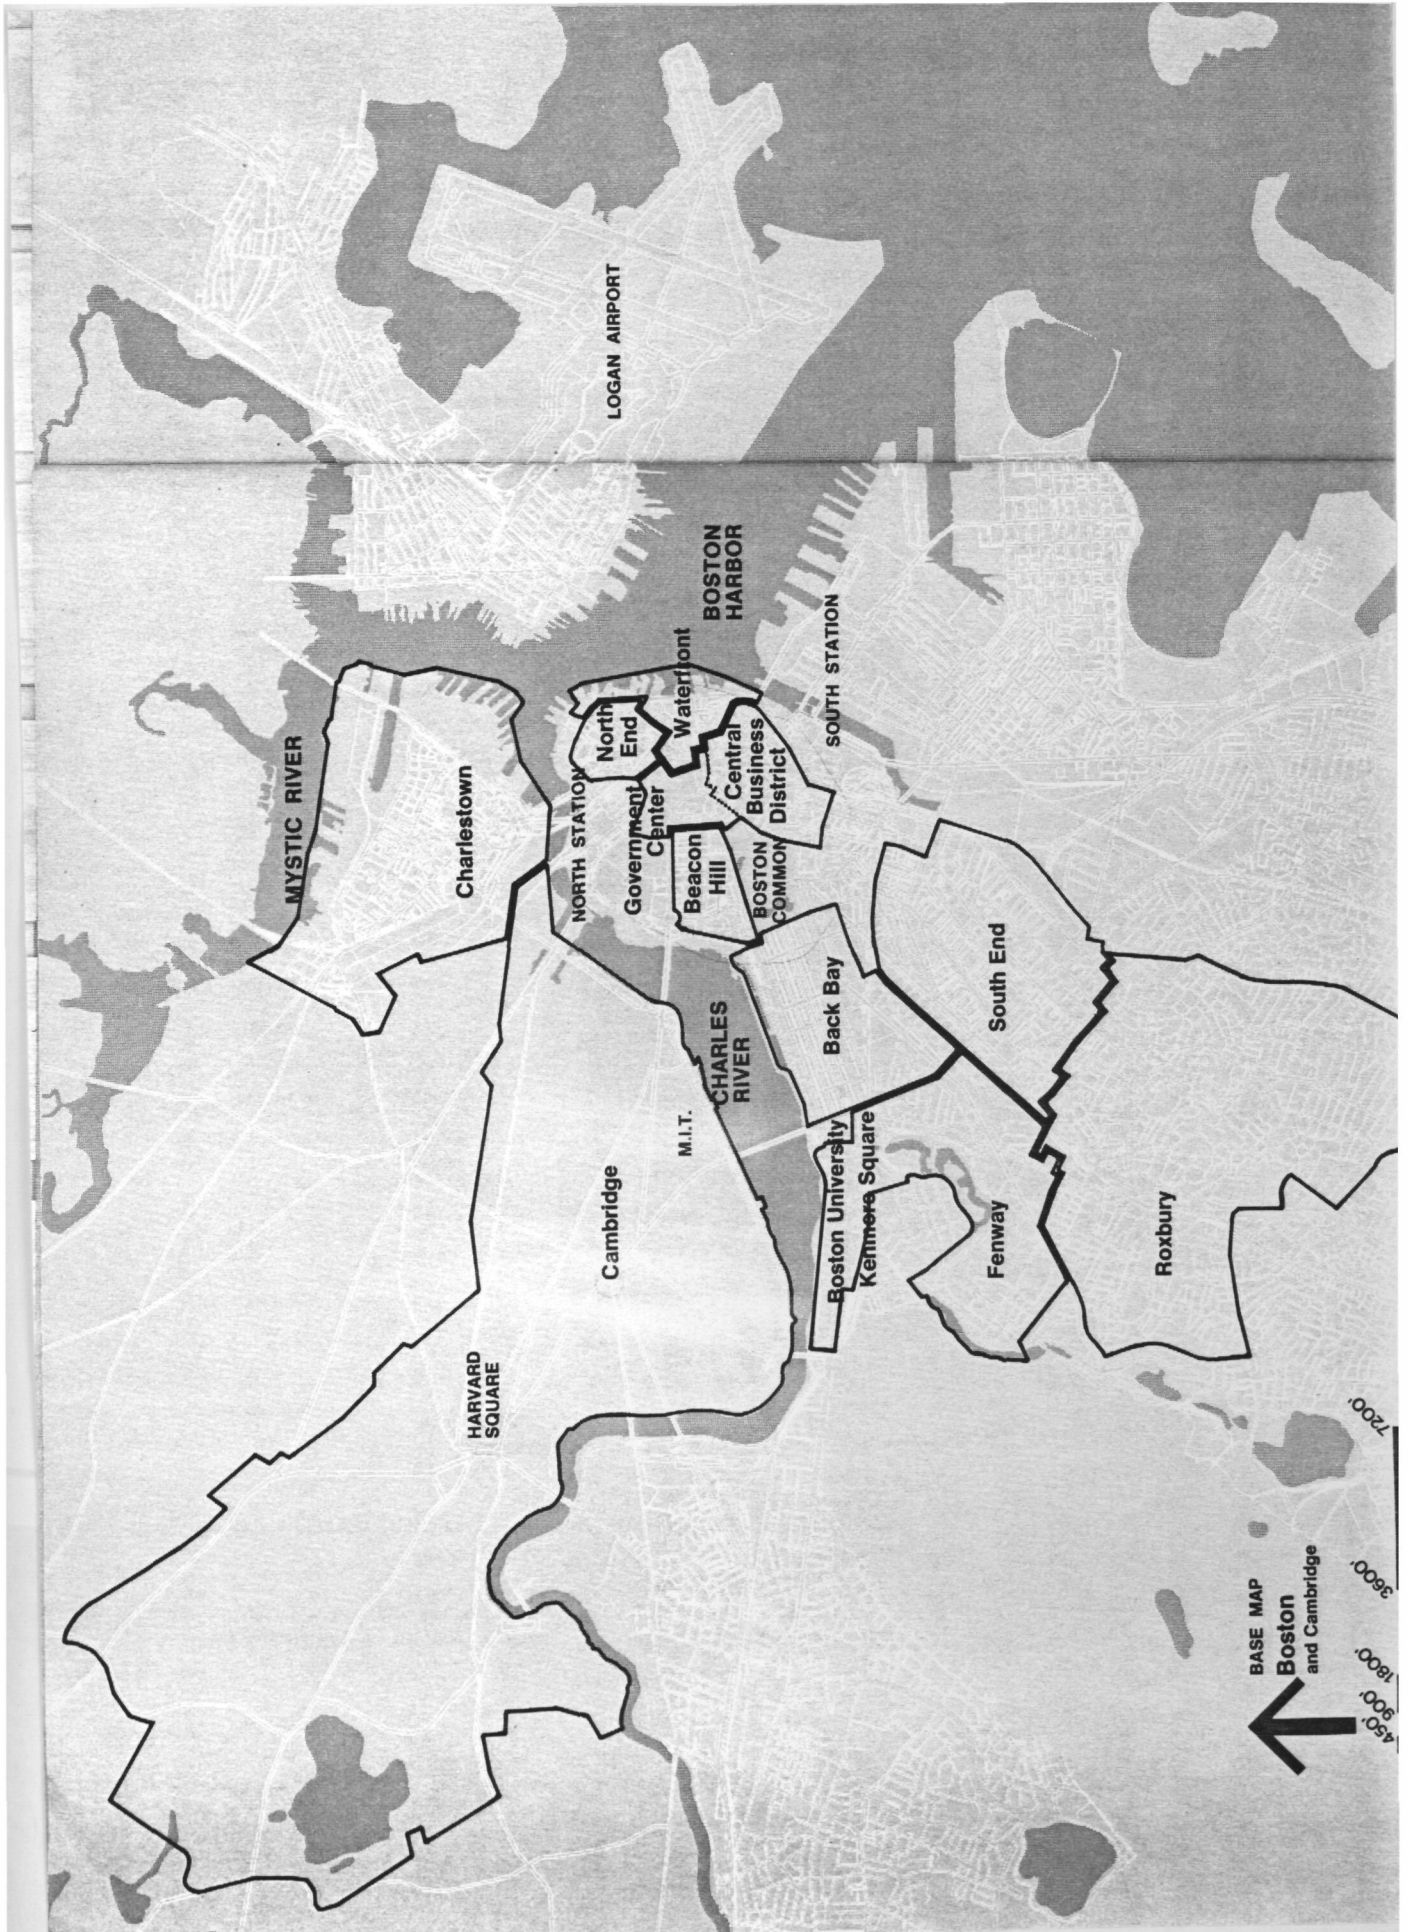 LOGAN AIRPORT
BOSTON
HARBOR
MYSTIC RIVER
Charlestown
NORTH STATION
North
End
Waterfront
SOUTH STATION
Government
Center
Central
Business
District
Beacon
Hill
BOSTON
COMMON
CHARLES
RIVER
Back Bay
South End
M.I.T.
Cambridge
Boston University
Kenmore Square
Fenway
Roxbury
HARVARD
SQUARE
BASE MAP
Boston
and Cambridge
450'
900'
1800'
3600'
7200'